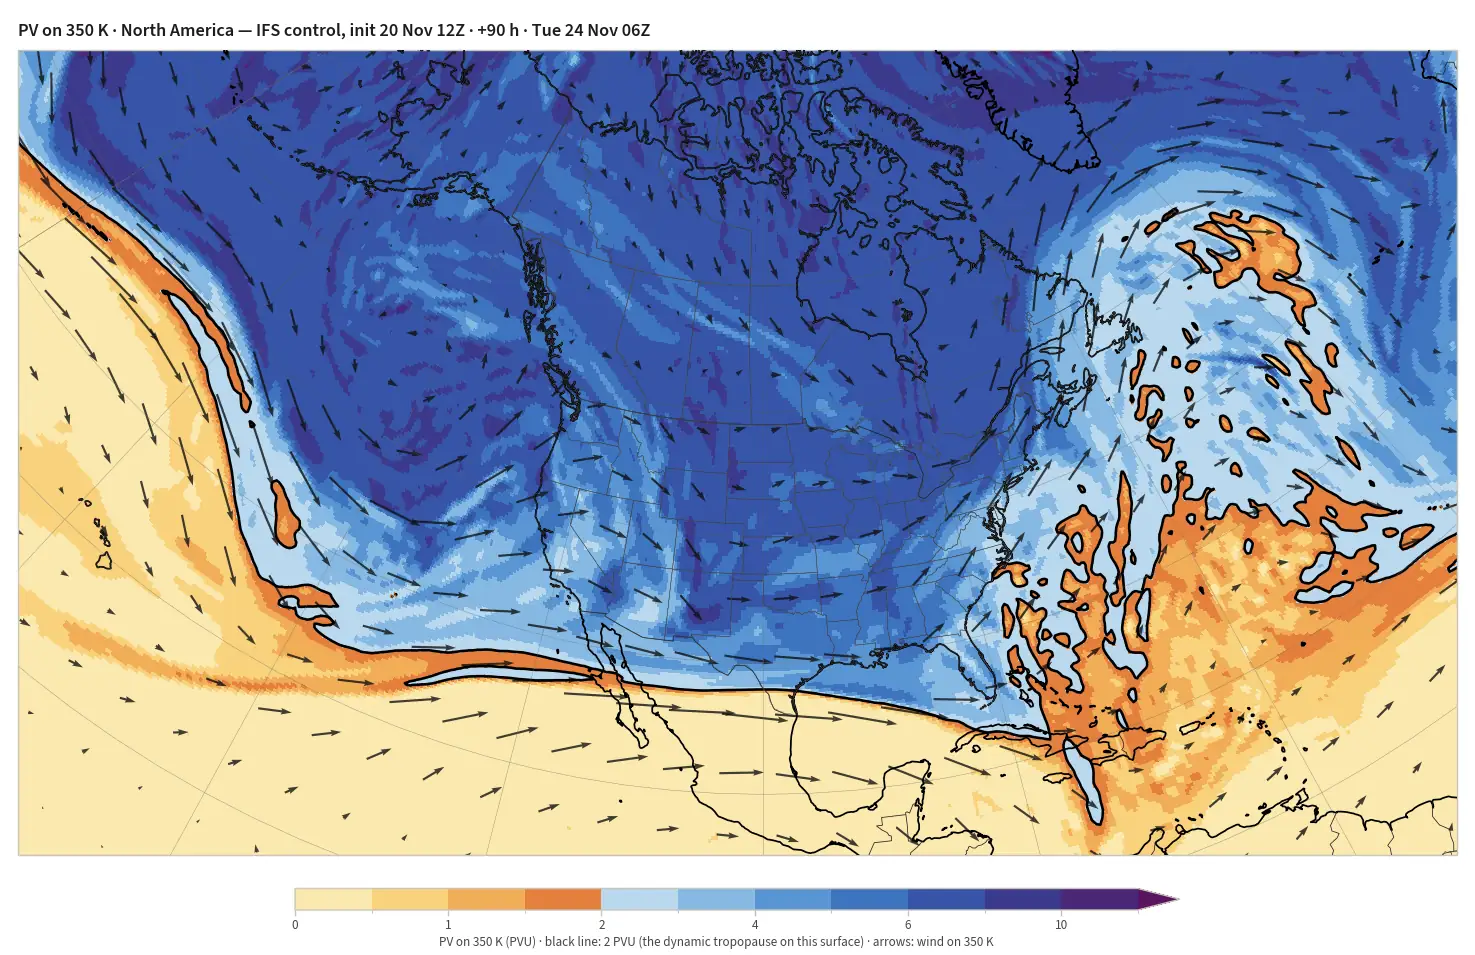 PV on 350 K · North America — IFS control, init 20 Nov 12Z · +90 h · Tue 24 Nov 06Z
0 1 2 4 6 10
PV on 350 K (PVU) · black line: 2 PVU (the dynamic tropopause on this surface) · arrows: wind on 350 K